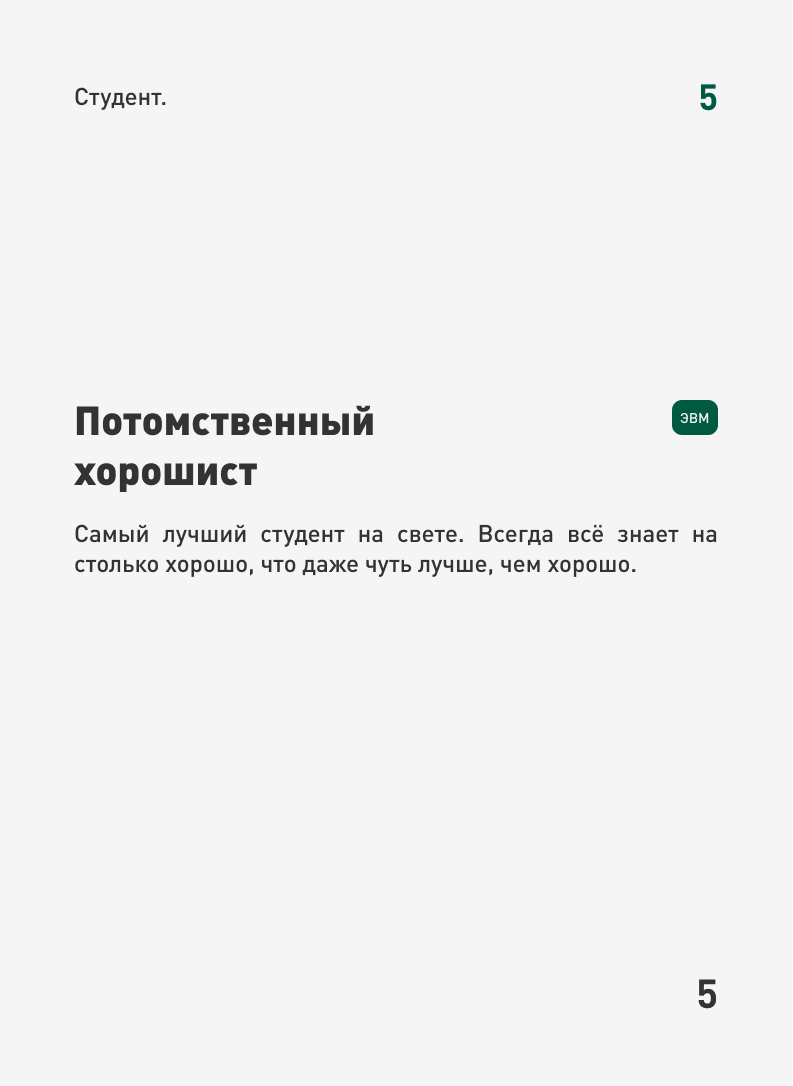 Студент.
5
Потомственный
хорошист
ЭВМ
Самый лучший студент на свете. Всегда всё знает на
столько хорошо, что даже чуть лучше, чем хорошо.
5